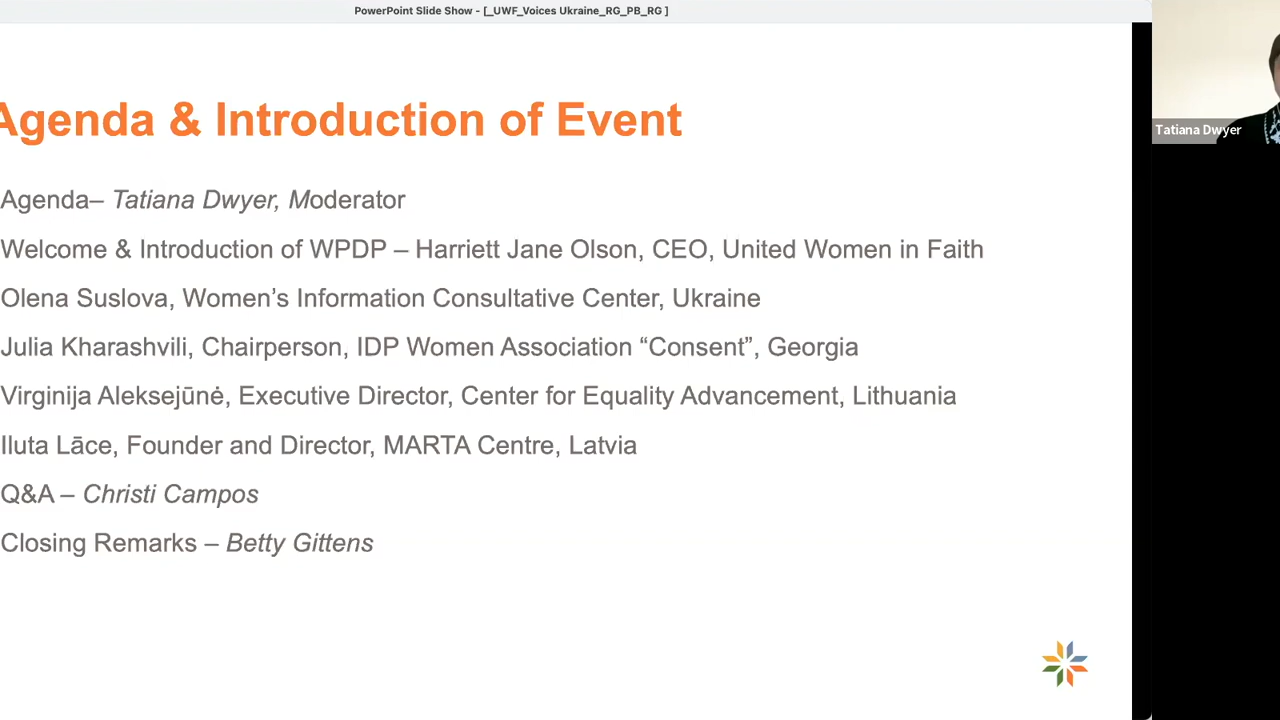 PowerPoint Slide Show - [_UWF_Voices Ukraine_RG_PB_RG ]
Agenda & Introduction of Event
Agenda– Tatiana Dwyer, Moderator
Welcome & Introduction of WPDP – Harriett Jane Olson, CEO, United Women in Faith
Olena Suslova, Women’s Information Consultative Center, Ukraine
Julia Kharashvili, Chairperson, IDP Women Association “Consent”, Georgia
Virginija Aleksejūnė, Executive Director, Center for Equality Advancement, Lithuania
Iluta Lāce, Founder and Director, MARTA Centre, Latvia
Q&A – Christi Campos
Closing Remarks – Betty Gittens
Tatiana Dwyer